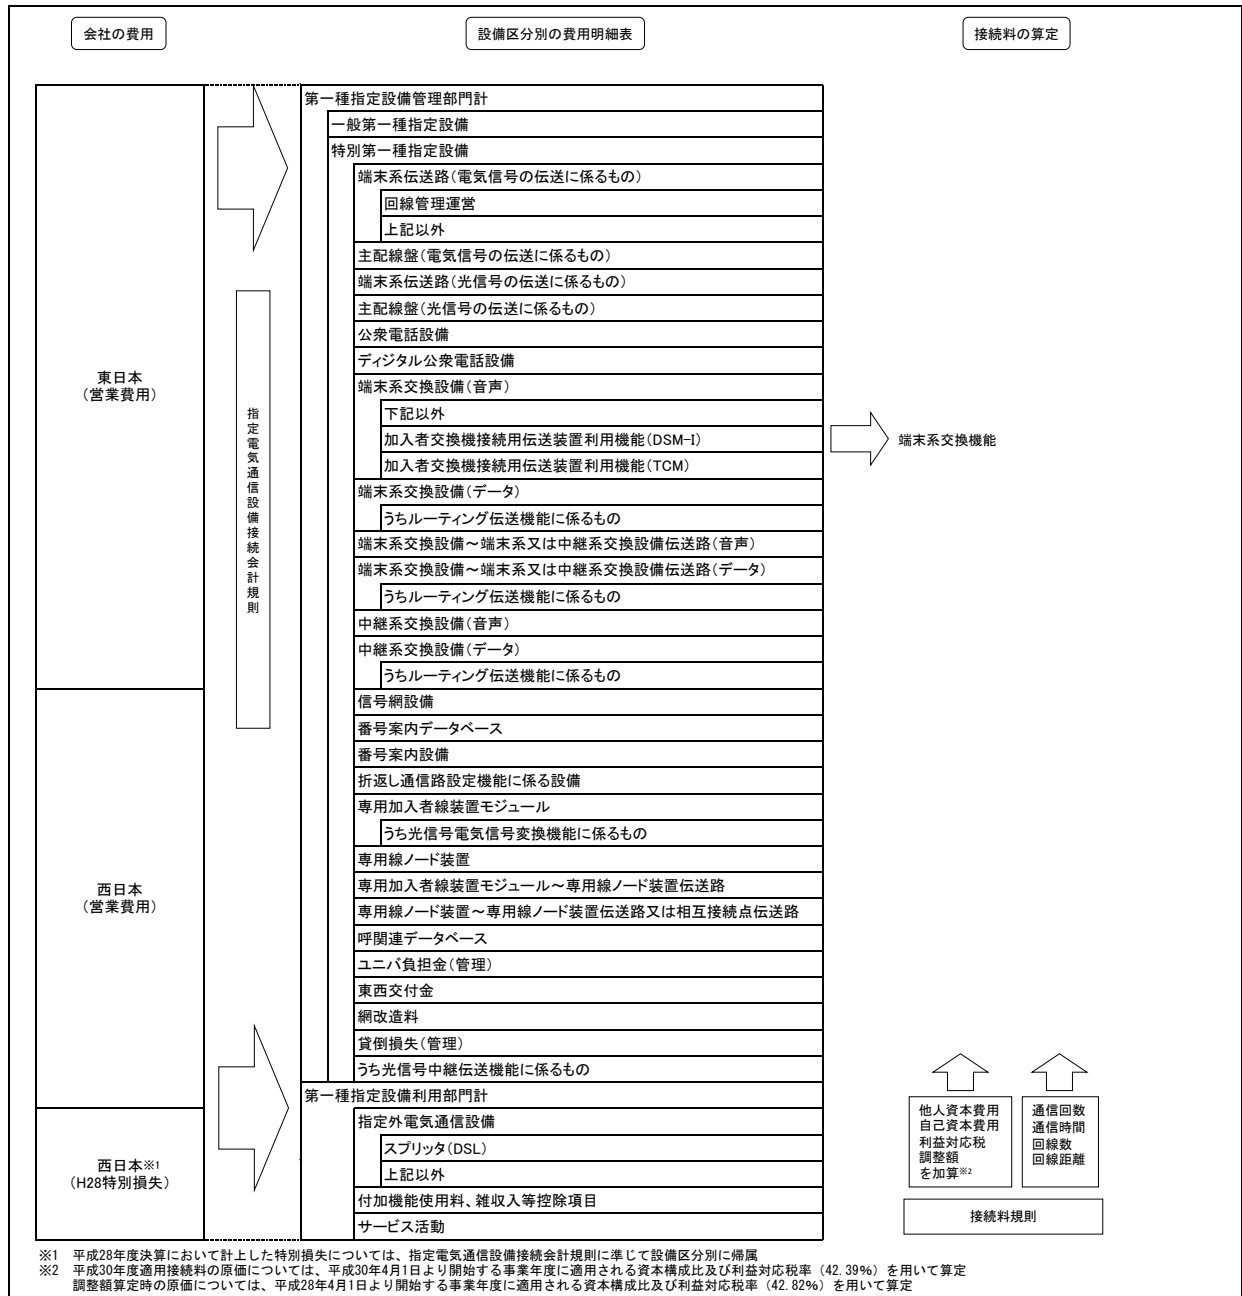 会社の費用
設備区分別の費用明細表
接続料の算定
東日本
（営業費用）
西日本
（営業費用）
西日本※1
（H28特別損失）
指定電気通信設備接続会計規則
第一種指定設備管理部門計
一般第一種指定設備
特別第一種指定設備
端末系伝送路（電気信号の伝送に係るもの）
回線管理運営
上記以外
主配線盤（電気信号の伝送に係るもの）
端末系伝送路（光信号の伝送に係るもの）
主配線盤（光信号の伝送に係るもの）
公衆電話設備
ディジタル公衆電話設備
端末系交換設備（音声）
下記以外
加入者交換機接続用伝送装置利用機能（DSM-I）
加入者交換機接続用伝送装置利用機能（TCM）
端末系交換設備（データ）
うちルーティング伝送機能に係るもの
端末系交換設備～端末系又は中継系交換設備伝送路（音声）
端末系交換設備～端末系又は中継系交換設備伝送路（データ）
うちルーティング伝送機能に係るもの
中継系交換設備（音声）
中継系交換設備（データ）
うちルーティング伝送機能に係るもの
信号網設備
番号案内データベース
番号案内設備
折返し通信路設定機能に係る設備
専用加入者線装置モジュール
うち光信号電気信号変換機能に係るもの
専用線ノード装置
専用加入者線装置モジュール～専用線ノード装置伝送路
専用線ノード装置～専用線ノード装置伝送路又は相互接続点伝送路
呼関連データベース
ユニバ負担金（管理）
東西交付金
網改造料
貸倒損失（管理）
うち光信号中継伝送機能に係るもの
第一種指定設備利用部門計
指定外電気通信設備
スプリッタ（DSL）
上記以外
付加機能使用料、雑収入等控除項目
サービス活動
端末系交換機能
他人資本費用
自己資本費用
利益対応税
調整額
を加算※2
通信回数
通信時間
回線数
回線距離
接続料規則
※1　平成28年度決算において計上した特別損失については、指定電気通信設備接続会計規則に準じて設備区分別に帰属
※2　平成30年度適用接続料の原価については、平成30年4月1日より開始する事業年度に適用される資本構成比及び利益対応税率（42.39%）を用いて算定
調整額算定時の原価については、平成28年4月1日より開始する事業年度に適用される資本構成比及び利益対応税率（42.82%）を用いて算定